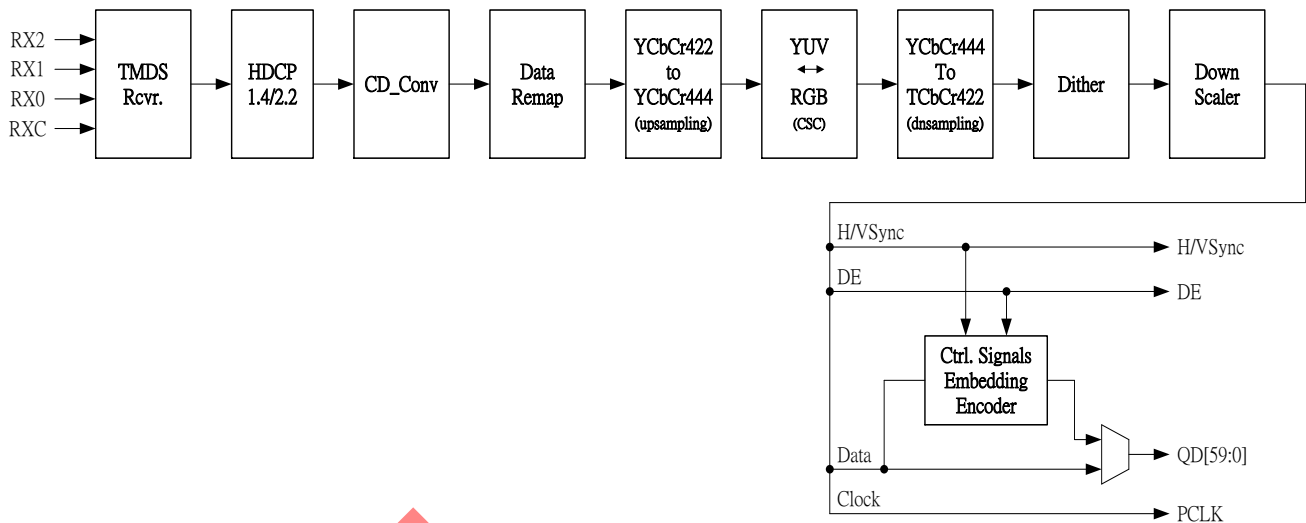 RX2
RX1
RX0
RXC
TMDS
Rcvr.
HDCP
1.4/2.2
CD_Conv
Data
Remap
YCbCr422
to
YCbCr444
(upsampling)
YUV
↔
RGB
(CSC)
YCbCr444
To
TCbCr422
(dnsampling)
Dither
Down
Scaler
H/VSync
H/VSync
DE
DE
Ctrl. Signals
Embedding
Encoder
Data
QD[59:0]
Clock
PCLK